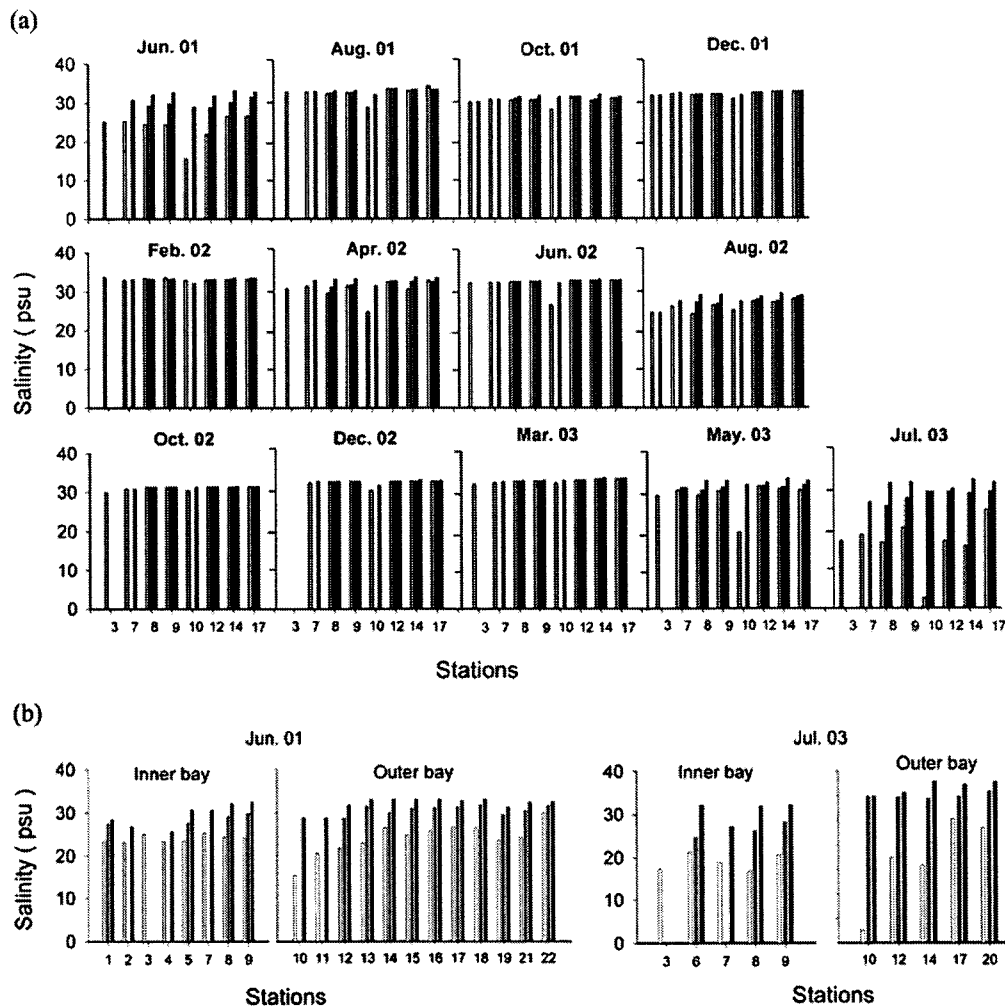 (a)
Jun. 01
Aug. 01
Oct. 01
Dec. 01
40
30
20
10
0
Feb. 02
Apr. 02
Jun. 02
Aug. 02
40
30
20
10
0
Salinity ( psu )
Oct. 02
Dec. 02
Mar. 03
May. 03
Jul. 03
40
30
20
10
0
3 7 8 9 10 12 14 17
3 7 8 9 10 12 14 17
3 7 8 9 10 12 14 17
3 7 8 9 10 12 14 17
3 7 8 9 10 12 14 17
Stations
(b)
Jun. 01
Jul. 03
Inner bay
Outer bay
Inner bay
Outer bay
40
30
20
10
0
Salinity ( psu )
1 2 3 4 5 7 8 9
10 11 12 13 14 15 16 17 18 19 21 22
40
30
20
10
0
Salinity ( psu )
3 6 7 8 9
10 12 14 17 20
Stations
Stations